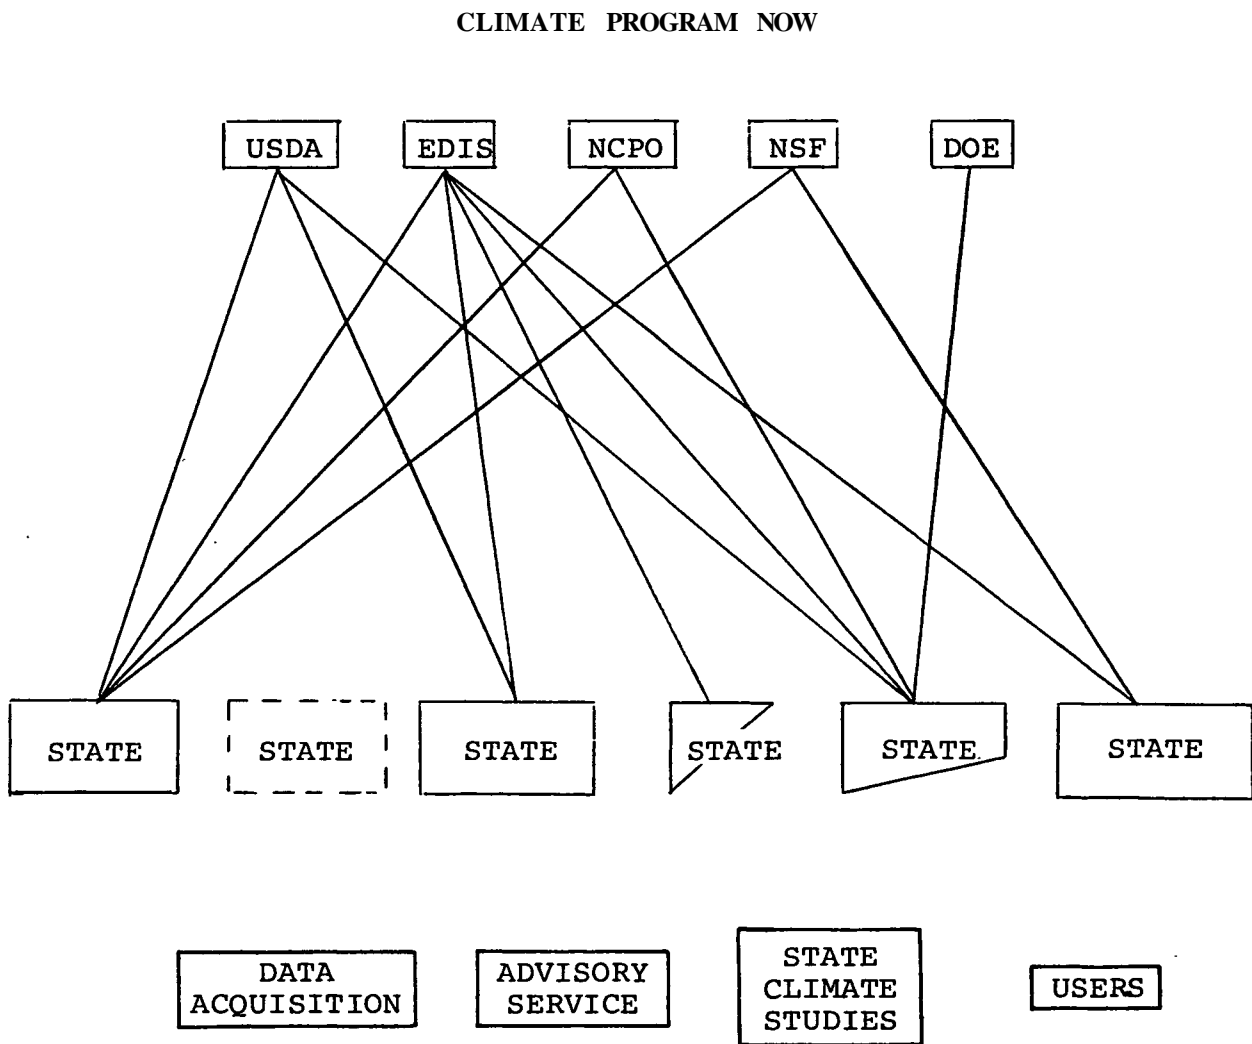 CLIMATE PROGRAM NOW
USDA EDIS NCPO NSF DOE
STATE STATE STATE STATE STATE STATE
DATA
ACQUISITION
ADVISORY
SERVICE
STATE
CLIMATE
STUDIES
USERS